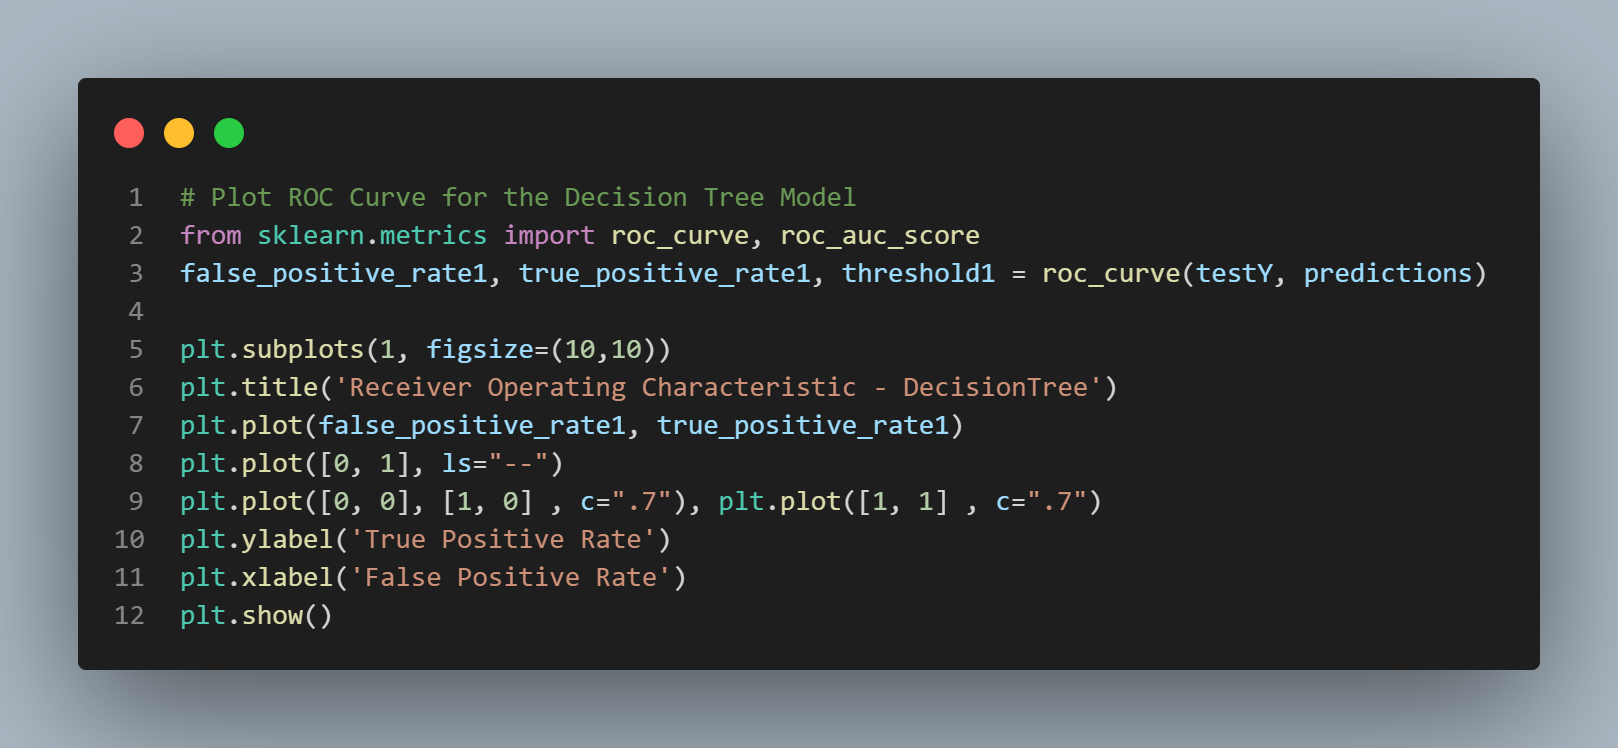 1 # Plot ROC Curve for the Decision Tree Model
2 from sklearn.metrics import roc_curve, roc_auc_score
3 false_positive_rate1, true_positive_rate1, threshold1 = roc_curve(testY, predictions)
4
5 plt.subplots(1, figsize=(10,10))
6 plt.title('Receiver Operating Characteristic - DecisionTree')
7 plt.plot(false_positive_rate1, true_positive_rate1)
8 plt.plot([0, 1], ls="--")
9 plt.plot([0, 0], [1, 0] , c=".7"), plt.plot([1, 1] , c=".7")
10 plt.ylabel('True Positive Rate')
11 plt.xlabel('False Positive Rate')
12 plt.show()